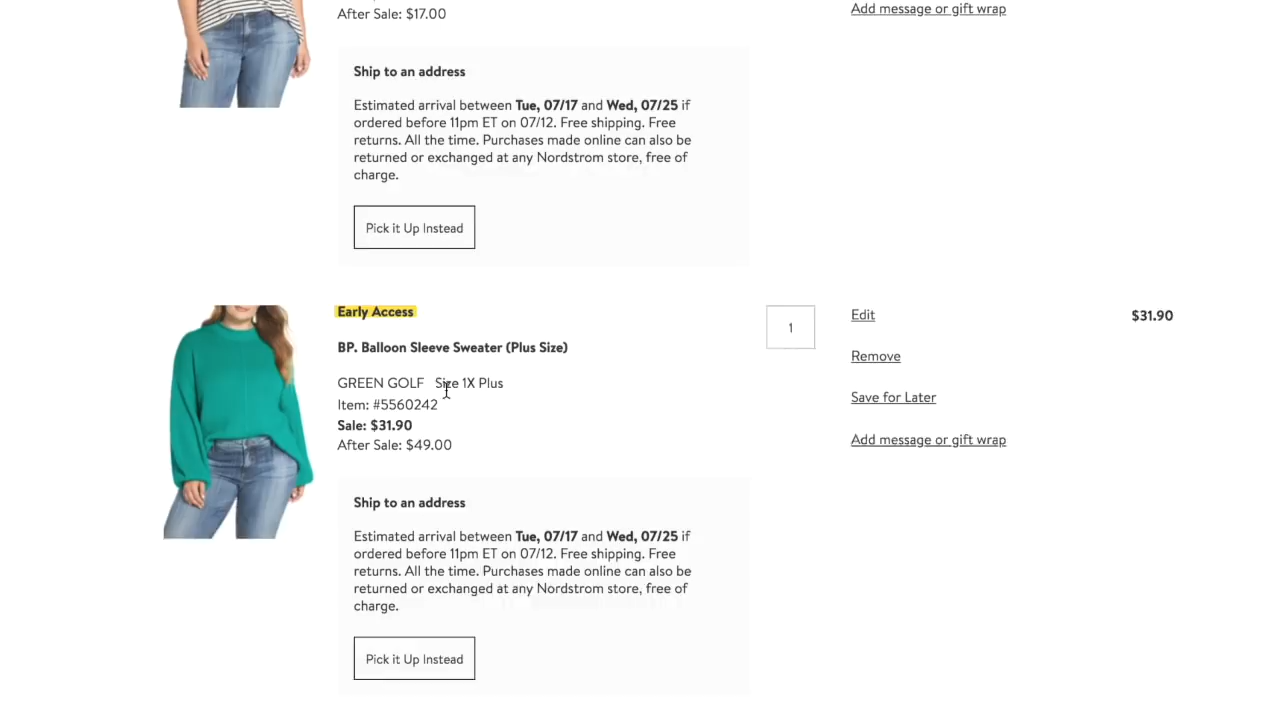 After Sale: $17.00
Add message or gift wrap
Ship to an address
Estimated arrival between Tue, 07/17 and Wed, 07/25 if
ordered before 11pm ET on 07/12. Free shipping. Free
returns. All the time. Purchases made online can also be
returned or exchanged at any Nordstrom store, free of
charge.
Pick it Up Instead
Early Access
BP. Balloon Sleeve Sweater (Plus Size)
GREEN GOLF Size 1X Plus
Item: #5560242
Sale: $31.90
After Sale: $49.00
1
Edit
Remove
Save for Later
Add message or gift wrap
$31.90
Ship to an address
Estimated arrival between Tue, 07/17 and Wed, 07/25 if
ordered before 11pm ET on 07/12. Free shipping. Free
returns. All the time. Purchases made online can also be
returned or exchanged at any Nordstrom store, free of
charge.
Pick it Up Instead